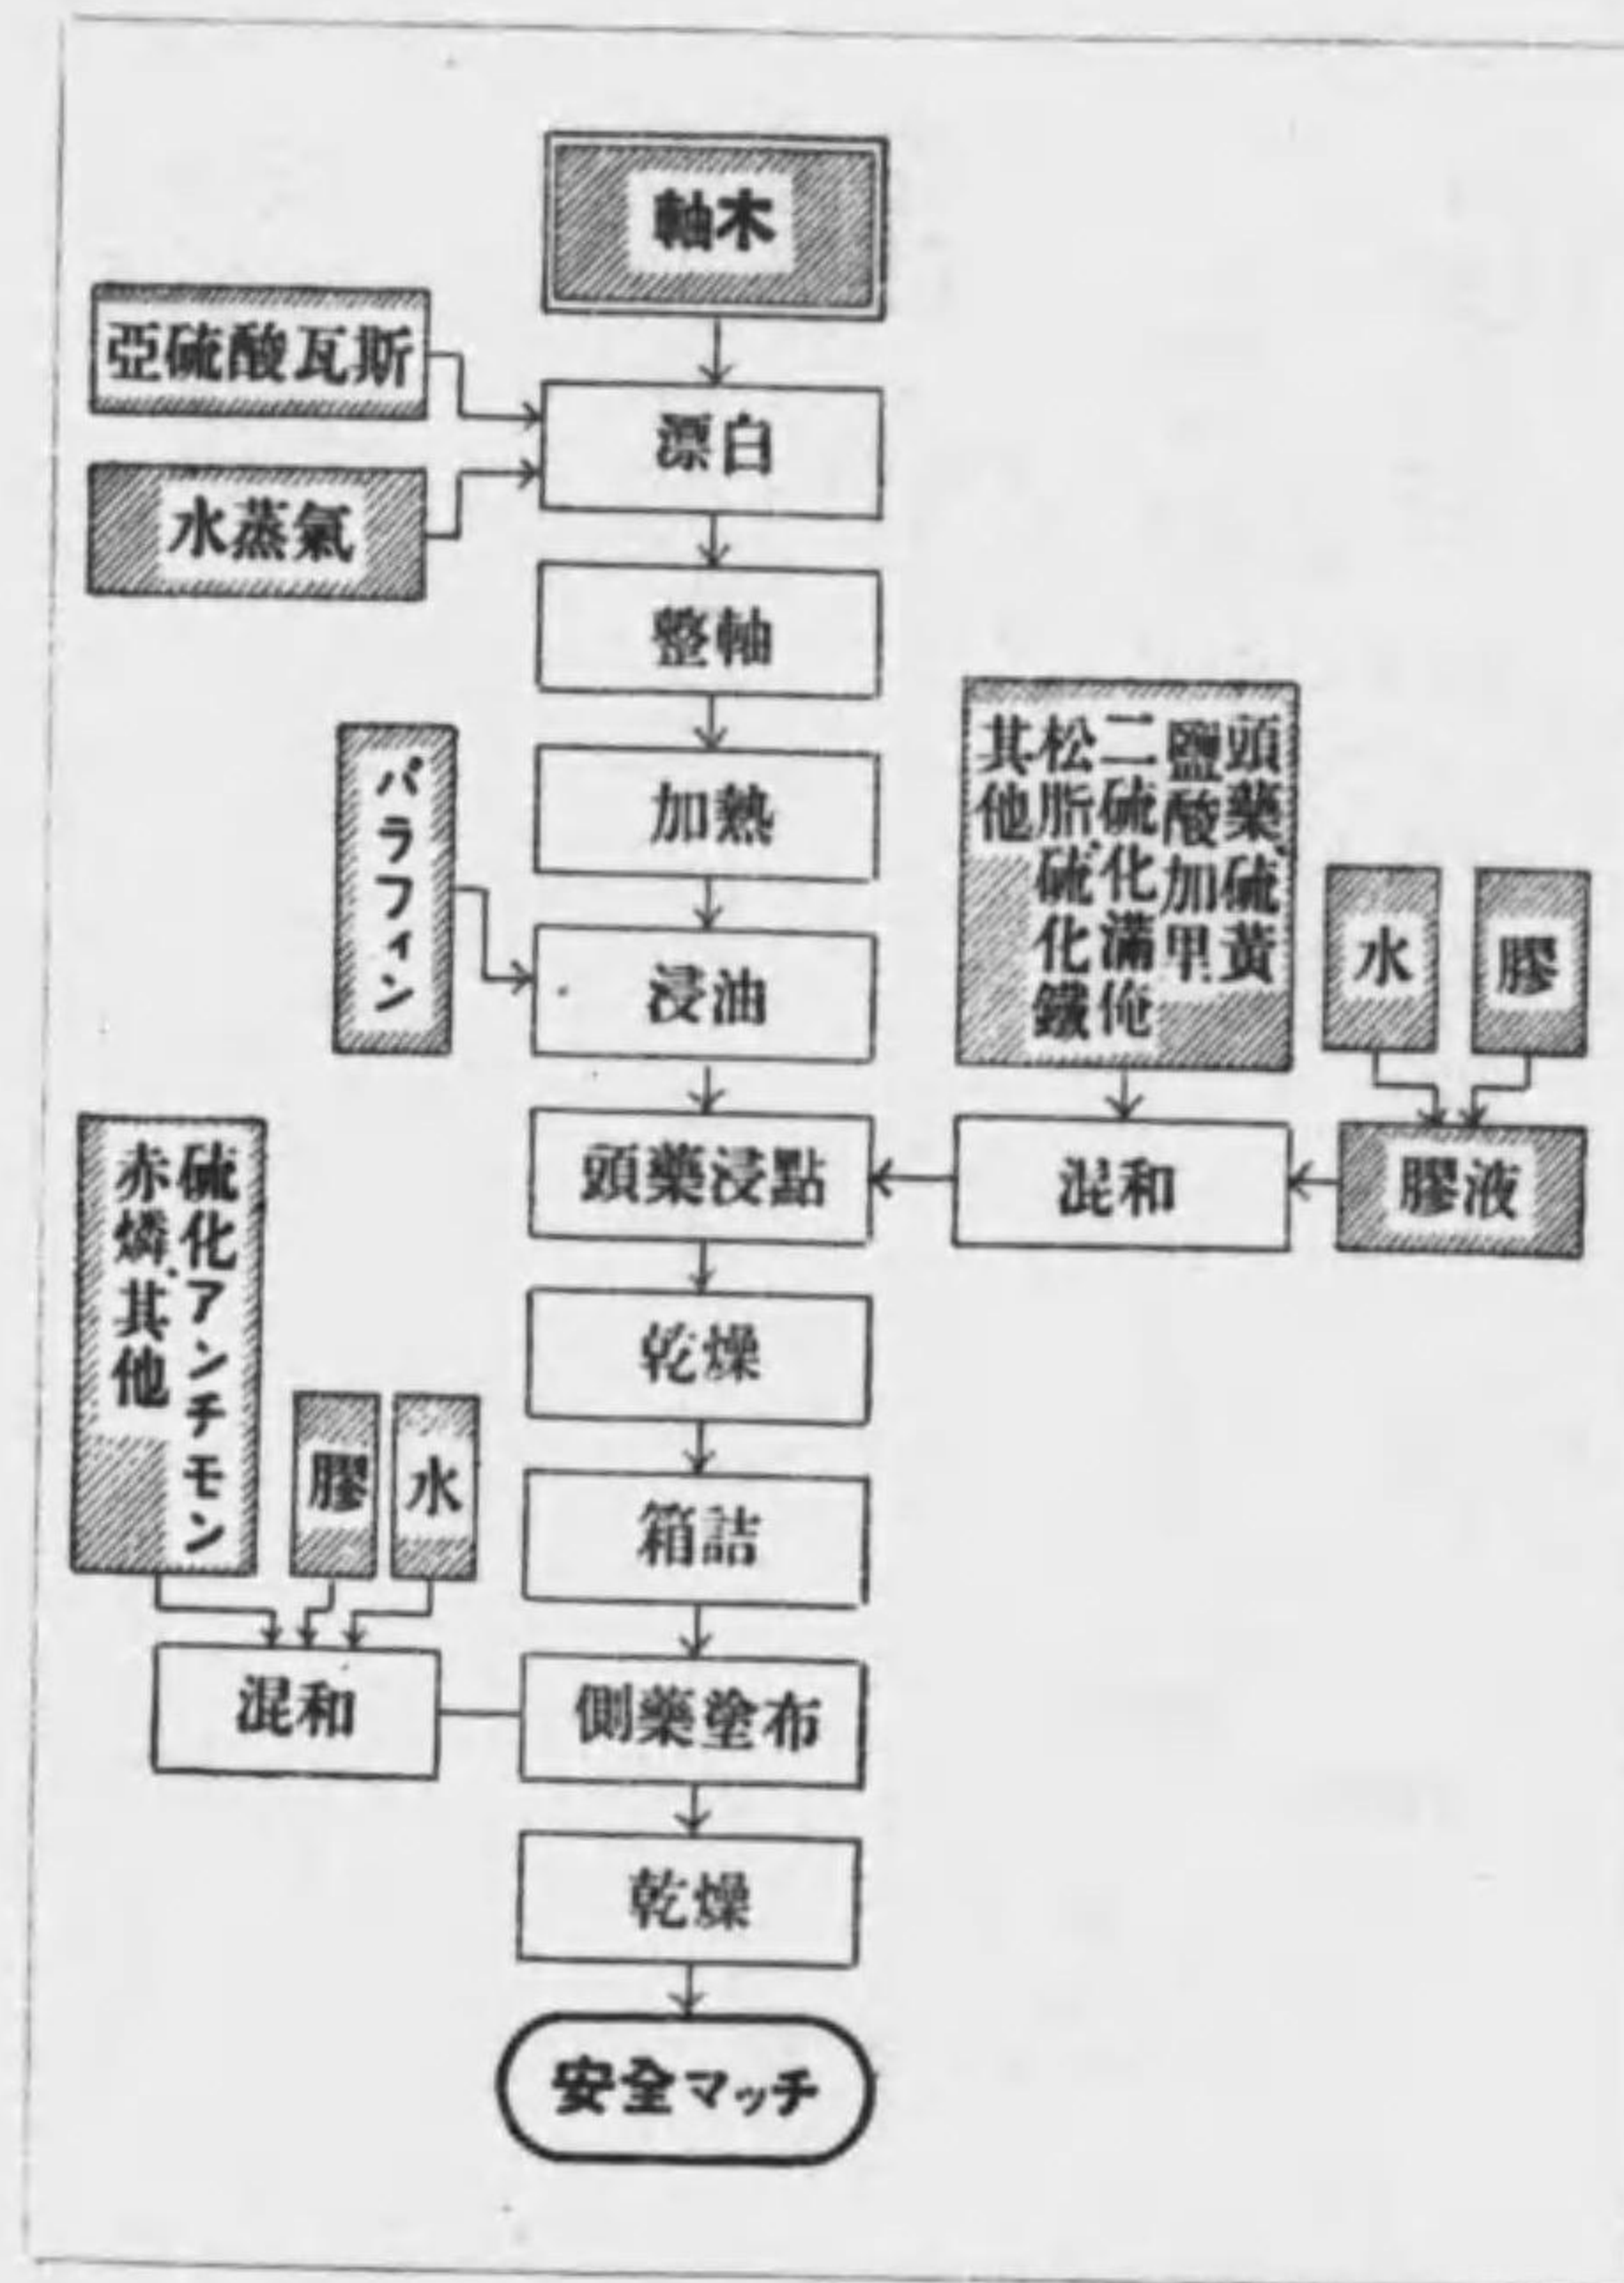 軸木
亞硫酸瓦斯
漂白
水蒸氣
整軸
加熱
パラフィン
浸油
頭藥、硫黃
鹽酸加里
二硫化滿俺
松脂、硫化鐵
其他
水
膠
頭藥浸點
混和
膠液
乾燥
硫化アンチモン
赤燐、其他
膠
水
箱詰
混和
側藥塗布
乾燥
安全マッチ